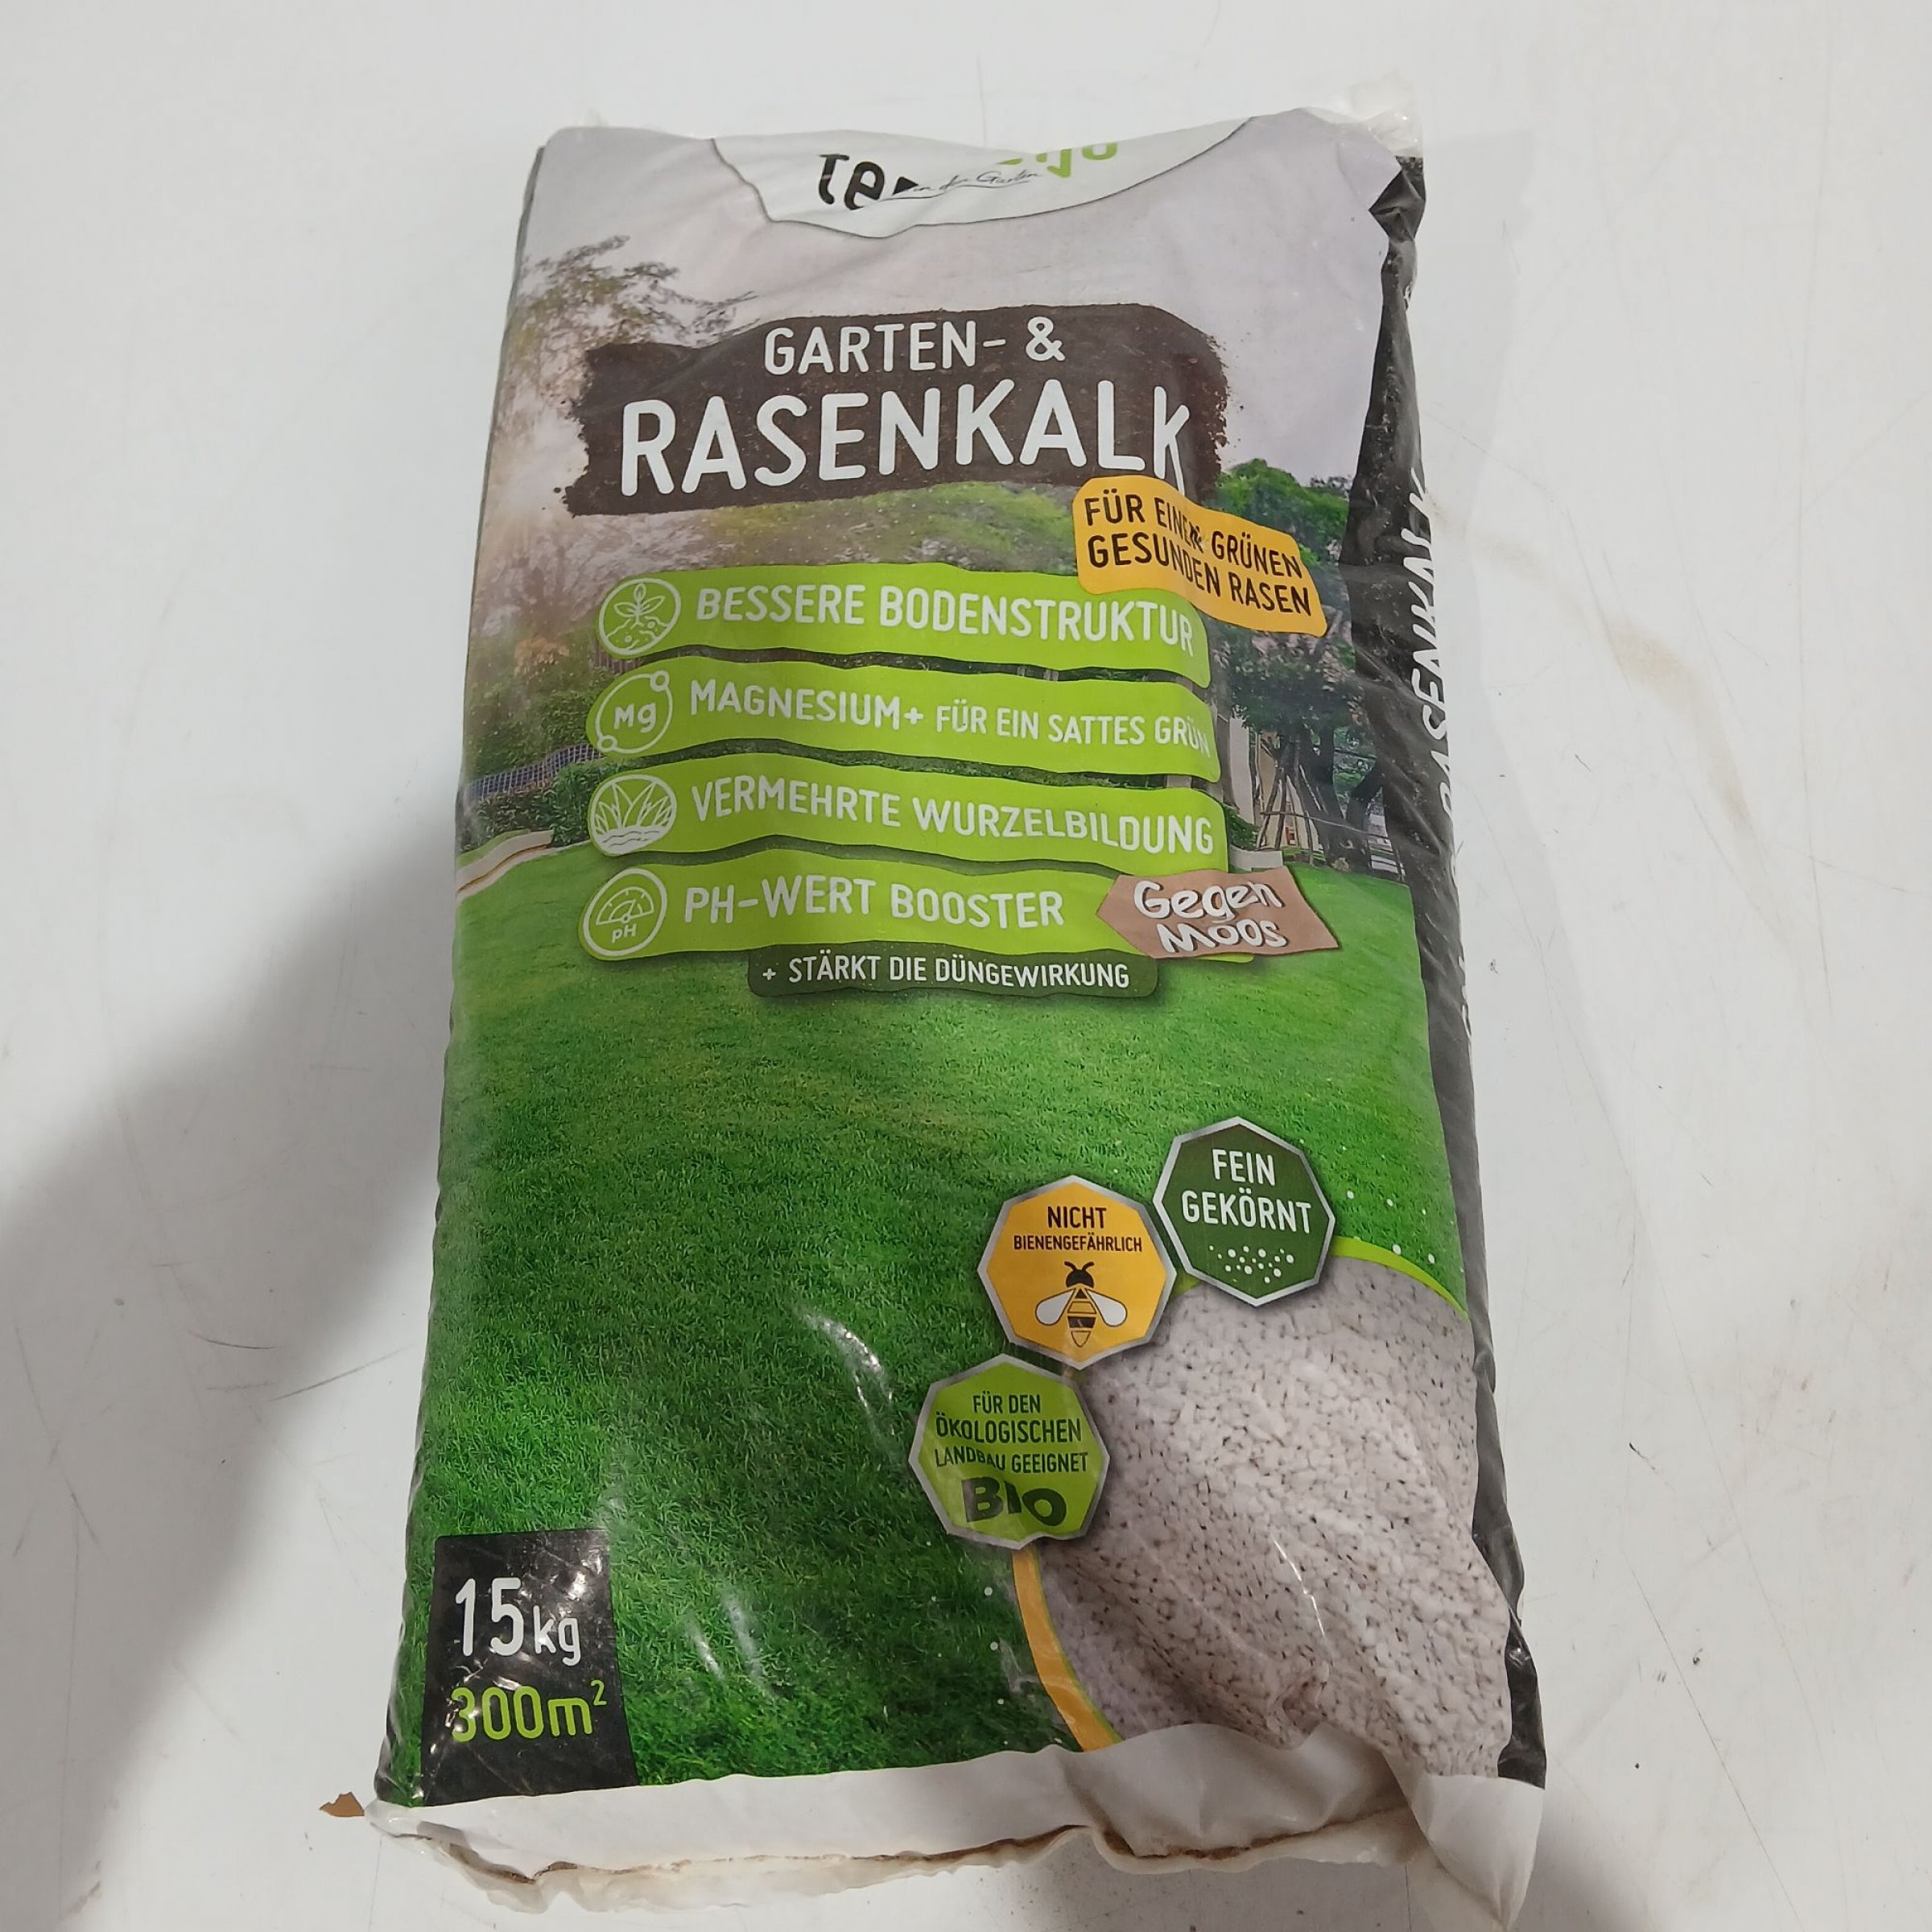 GARTEN- &
RASENKALK
FÜR EINEN GRÜNEN
GESUNDEN RASEN
BESSERE BODENSTRUKTUR
Mg
MAGNESIUM+ FÜR EIN SATTES GRÜN
VERMEHRTE WURZELBILDUNG
pH
PH-WERT BOOSTER
Gegen
Moos
+ STÄRKT DIE DÜNGEWIRKUNG
FEIN
GEKÖRNT
NICHT
BIENENGEFÄHRLICH
FÜR DEN
ÖKOLOGISCHEN
LANDBAU GEEIGNET
BIO
15kg
300m²
RASENKALK